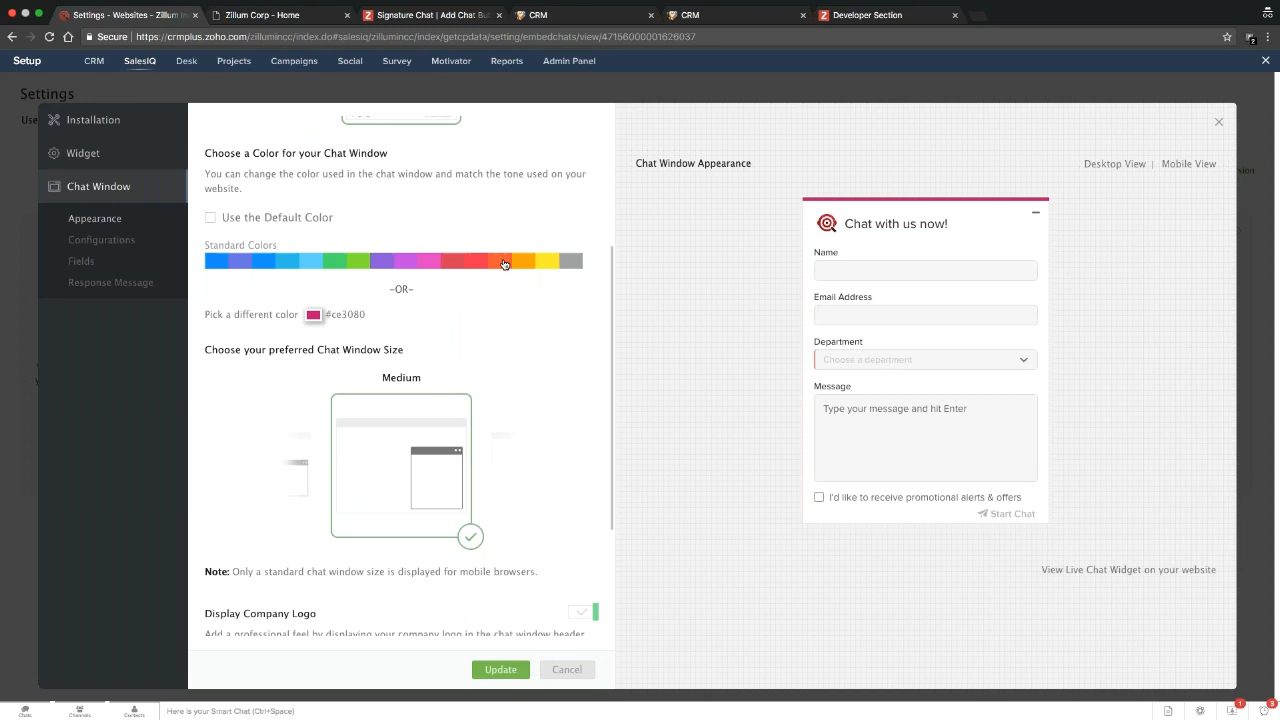 Settings - Websites - Zillum in
Zillum Corp - Home
Signature Chat | Add Chat But
CRM
CRM
Developer Section
Secure | https://crmplus.zoho.com/zillumincc/index.do#salesiq/zillumincc/index/getcpdata/setting/embedchats/view/47156000001626037
Setup
CRM
SalesIQ
Desk
Projects
Campaigns
Social
Survey
Motivator
Reports
Admin Panel
Settings
Use
Installation
Widget
Chat Window
Appearance
Configurations
Fields
Response Message
Choose a Color for your Chat Window
You can change the color used in the chat window and match the tone used on your
website.
Use the Default Color
Standard Colors
-OR-
Pick a different color #ce3080
Choose your preferred Chat Window Size
Medium
Note: Only a standard chat window size is displayed for mobile browsers.
Display Company Logo
Add a professional feel by displaying your company logo in the chat window header
Update
Cancel
Chat Window Appearance
Desktop View | Mobile View
Chat with us now!
Name
Email Address
Department
Choose a department
Message
Type your message and hit Enter
I'd like to receive promotional alerts & offers
Start Chat
View Live Chat Widget on your website
Chats
Channels
Contacts
Here is your Smart Chat (Ctrl+Space)
1
3